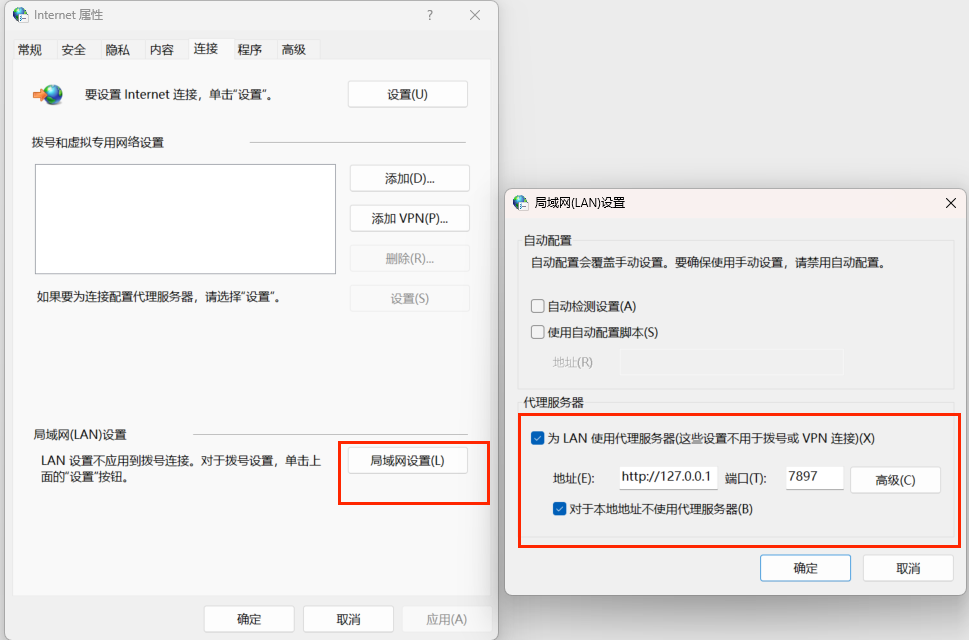 Internet 属性
常规 安全 隐私 内容 连接 程序 高级
要设置 Internet 连接，单击“设置”。
设置(U)
拨号和虚拟专用网络设置
添加(D)...
添加 VPN(P)...
删除(R)...
如果要为连接配置代理服务器，请选择“设置”。
设置(S)
局域网(LAN)设置
LAN 设置不应用到拨号连接。对于拨号设置，单击上
面的“设置”按钮。
局域网设置(L)
确定 取消 应用(A)
局域网(LAN)设置
自动配置
自动配置会覆盖手动设置。要确保使用手动设置，请禁用自动配置。
自动检测设置(A)
使用自动配置脚本(S)
地址(R)
代理服务器
为 LAN 使用代理服务器(这些设置不用于拨号或 VPN 连接)(X)
地址(E): http://127.0.0.1 端口(T): 7897 高级(C)
对于本地地址不使用代理服务器(B)
确定 取消